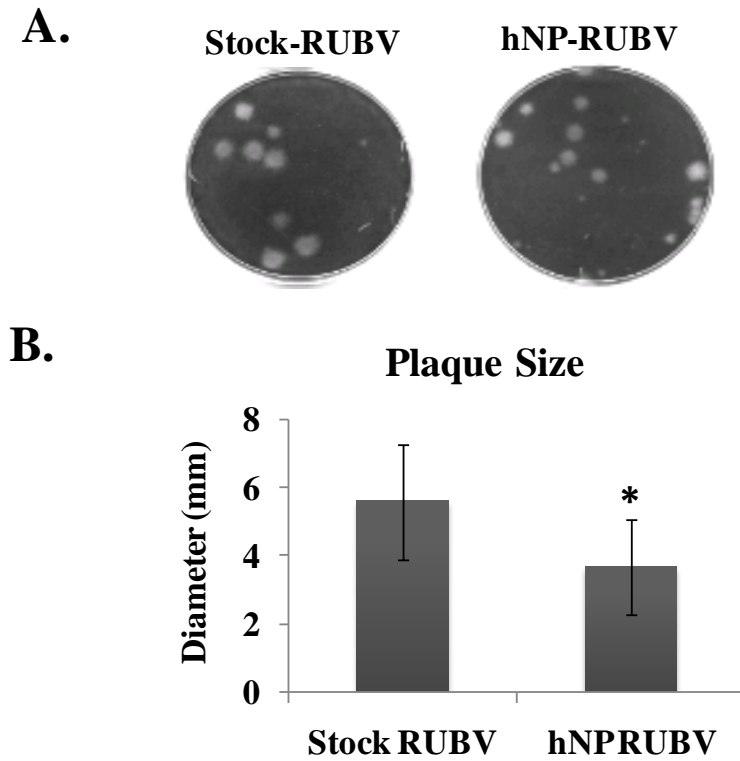 A.
Stock-RUBV hNP-RUBV
B.
Plaque Size
8
6
4
2
0
Diameter (mm)
*
Stock RUBV hNPRUBV